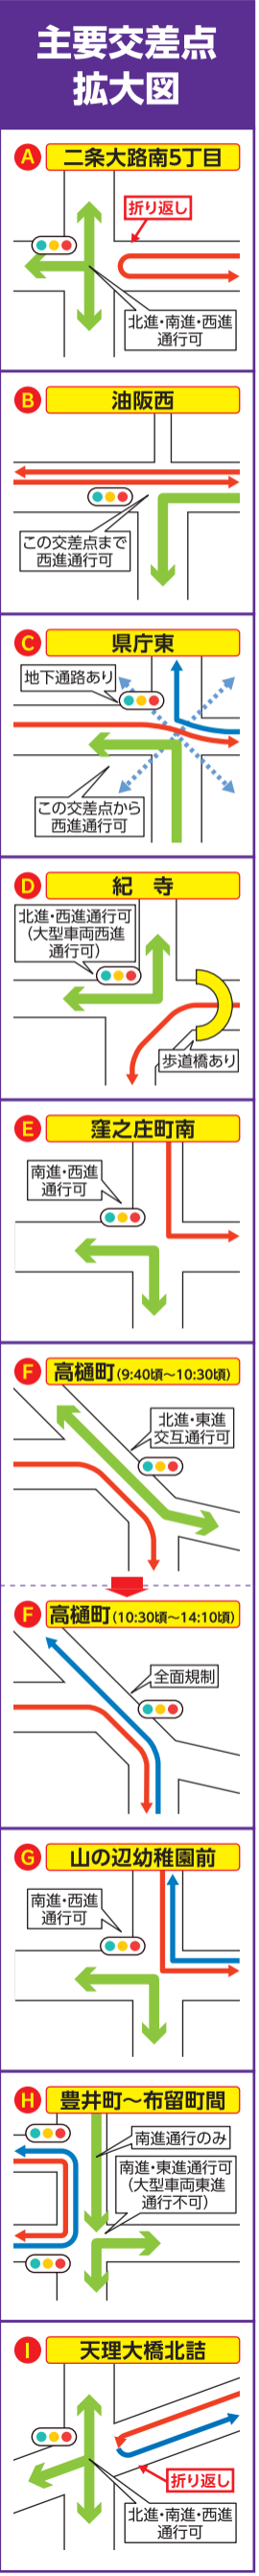 主要交差点
拡大図
A 二条大路南5丁目
折り返し
北進・南進・西進
通行可
B 油阪西
この交差点まで
西進通行可
C 県庁東
地下通路あり
この交差点から
西進通行可
D 紀　寺
北進・西進通行可
(大型車両西進
通行可)
歩道橋あり
E 窪之庄町南
南進・西進
通行可
F 高樋町(9:40頃～10:30頃)
北進・東進
交互通行可
F 高樋町(10:30頃～14:10頃)
全面規制
G 山の辺幼稚園前
南進・西進
通行可
H 豊井町～布留町間
南進通行のみ
南進・東進通行可
(大型車両東進
通行不可)
I 天理大橋北詰
折り返し
北進・南進・西進
通行可